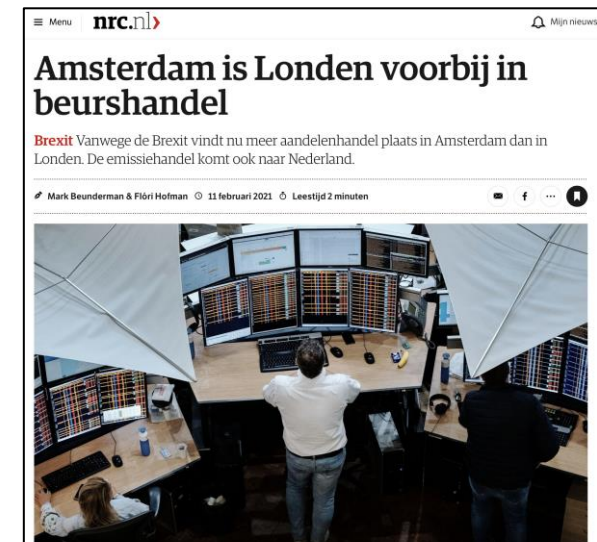 Menu
nrc.nl
Mijn nieuws
Amsterdam is Londen voorbij in
beurshandel
Brexit Vanwege de Brexit vindt nu meer aandelenhandel plaats in Amsterdam dan in
Londen. De emissiehandel komt ook naar Nederland.
Mark Beunderman & Flóri Hofman 11 februari 2021 Leestijd 2 minuten